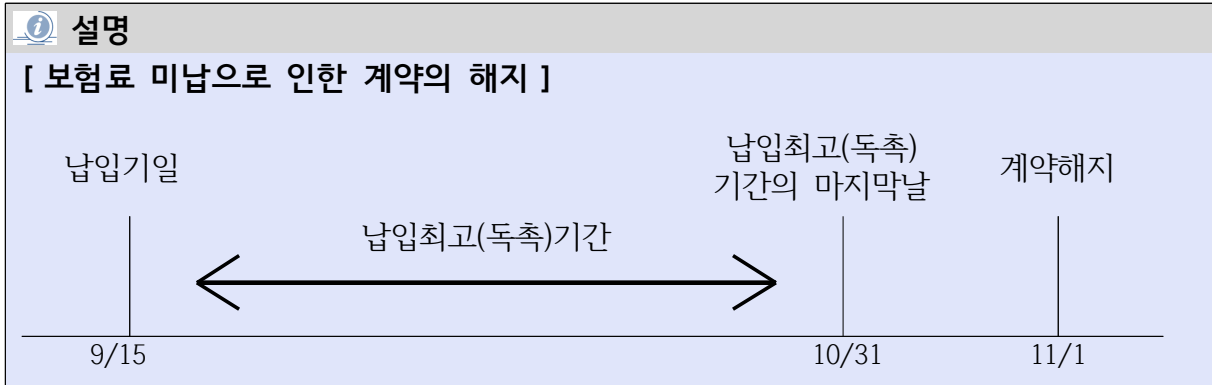 설명
[ 보험료 미납으로 인한 계약의 해지 ]
납입기일
납입최고(독촉)
기간의 마지막날
계약해지
납입최고(독촉)기간
9/15
10/31
11/1